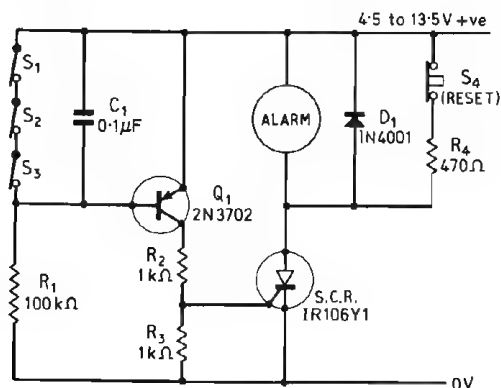 4·5 to 13·5V +ve
S1
S2
S3
C1
0·1µF
ALARM
D1
1N4001
S4
(RESET)
R4
470Ω
Q1
2N3702
R1
100kΩ
R2
1kΩ
R3
1kΩ
S.C.R.
IR106Y1
0V